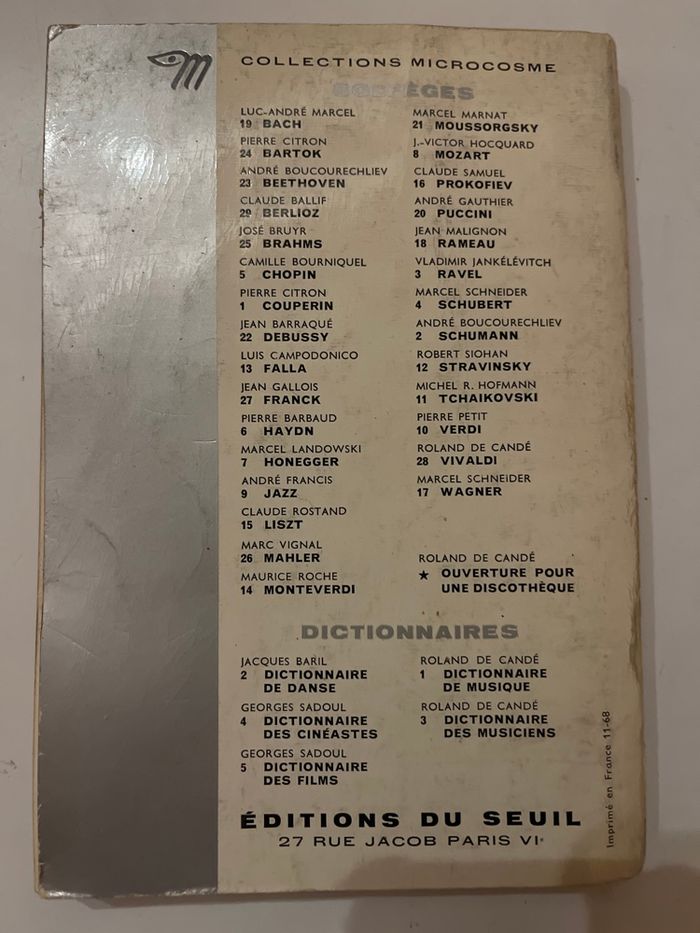 COLLECTIONS MICROCOSME
SOLFÈGES
LUC-ANDRÉ MARCEL
19 BACH
PIERRE CITRON
24 BARTOK
ANDRÉ BOUCOURECHLIEV
23 BEETHOVEN
CLAUDE BALLIF
29 BERLIOZ
JOSÉ BRUYR
25 BRAHMS
CAMILLE BOURNIQUEL
5 CHOPIN
PIERRE CITRON
1 COUPERIN
JEAN BARRAQUÉ
22 DEBUSSY
LUIS CAMPODONICO
13 FALLA
JEAN GALLOIS
27 FRANCK
PIERRE BARBAUD
6 HAYDN
MARCEL LANDOWSKI
7 HONEGGER
ANDRÉ FRANCIS
9 JAZZ
CLAUDE ROSTAND
15 LISZT
MARC VIGNAL
26 MAHLER
MAURICE ROCHE
14 MONTEVERDI
MARCEL MARNAT
21 MOUSSORGSKY
J.-VICTOR HOCQUARD
8 MOZART
CLAUDE SAMUEL
16 PROKOFIEV
ANDRÉ GAUTHIER
20 PUCCINI
JEAN MALIGNON
18 RAMEAU
VLADIMIR JANKÉLÉVITCH
3 RAVEL
MARCEL SCHNEIDER
4 SCHUBERT
ANDRÉ BOUCOURECHLIEV
2 SCHUMANN
ROBERT SIOHAN
12 STRAVINSKY
MICHEL R. HOFMANN
11 TCHAIKOVSKI
PIERRE PETIT
10 VERDI
ROLAND DE CANDÉ
28 VIVALDI
MARCEL SCHNEIDER
17 WAGNER
ROLAND DE CANDÉ
★ OUVERTURE POUR
UNE DISCOTHÈQUE
DICTIONNAIRES
JACQUES BARIL
2 DICTIONNAIRE
DE DANSE
GEORGES SADOUL
4 DICTIONNAIRE
DES CINÉASTES
GEORGES SADOUL
5 DICTIONNAIRE
DES FILMS
ROLAND DE CANDÉ
1 DICTIONNAIRE
DE MUSIQUE
ROLAND DE CANDÉ
3 DICTIONNAIRE
DES MUSICIENS
ÉDITIONS DU SEUIL
27 RUE JACOB PARIS VIe
Imprimé en France 11-68